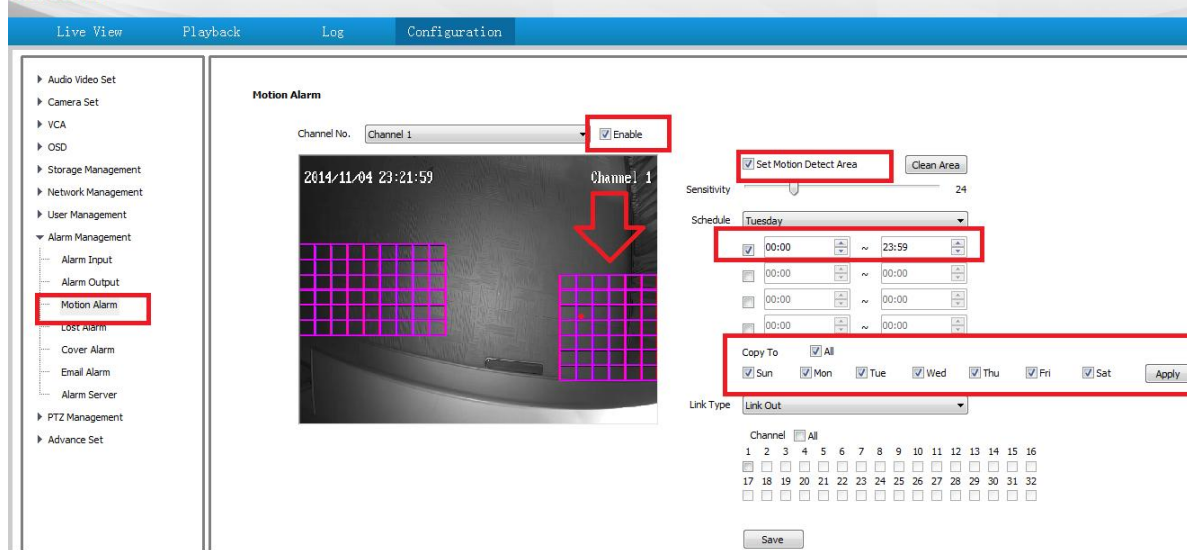 Live View Playback Log Configuration
Audio Video Set
Camera Set
VCA
OSD
Storage Management
Network Management
User Management
Alarm Management
Alarm Input
Alarm Output
Motion Alarm
Lost Alarm
Cover Alarm
Email Alarm
Alarm Server
PTZ Management
Advance Set
Motion Alarm
Channel No. Channel 1 Enable
2014/11/04 23:21:59 Channel 1
Set Motion Detect Area Clean Area
Sensitivity 24
Schedule Tuesday
00:00 ~ 23:59
00:00 ~ 00:00
00:00 ~ 00:00
00:00 ~ 00:00
Copy To All
Sun Mon Tue Wed Thu Fri Sat Apply
Link Type Link Out
Channel All
1 2 3 4 5 6 7 8 9 10 11 12 13 14 15 16
17 18 19 20 21 22 23 24 25 26 27 28 29 30 31 32
Save